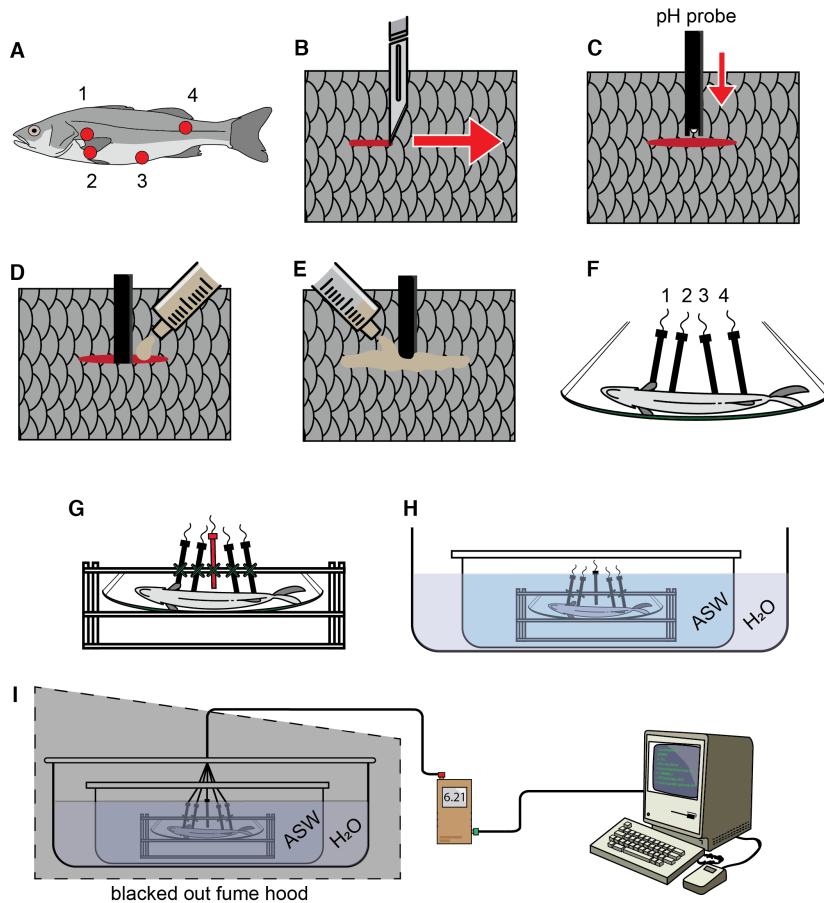 A
1
4
2
3
B
pH probe
C
D
E
F
1 2 3 4
G
H
ASW
H₂O
I
ASW
H₂O
6.21
blacked out fume hood